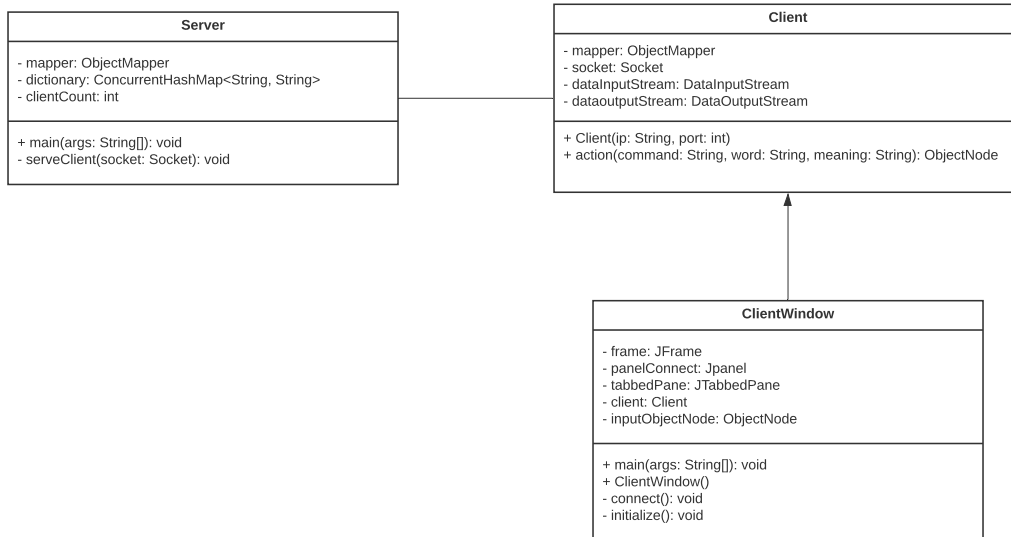 Server
- mapper: ObjectMapper
- dictionary: ConcurrentHashMap<String, String>
- clientCount: int
+ main(args: String[]): void
- serveClient(socket: Socket): void
Client
- mapper: ObjectMapper
- socket: Socket
- dataInputStream: DataInputStream
- dataoutputStream: DataOutputStream
+ Client(ip: String, port: int)
+ action(command: String, word: String, meaning: String): ObjectNode
ClientWindow
- frame: JFrame
- panelConnect: Jpanel
- tabbedPane: JTabbedPane
- client: Client
- inputObjectNode: ObjectNode
+ main(args: String[]): void
+ ClientWindow()
- connect(): void
- initialize(): void